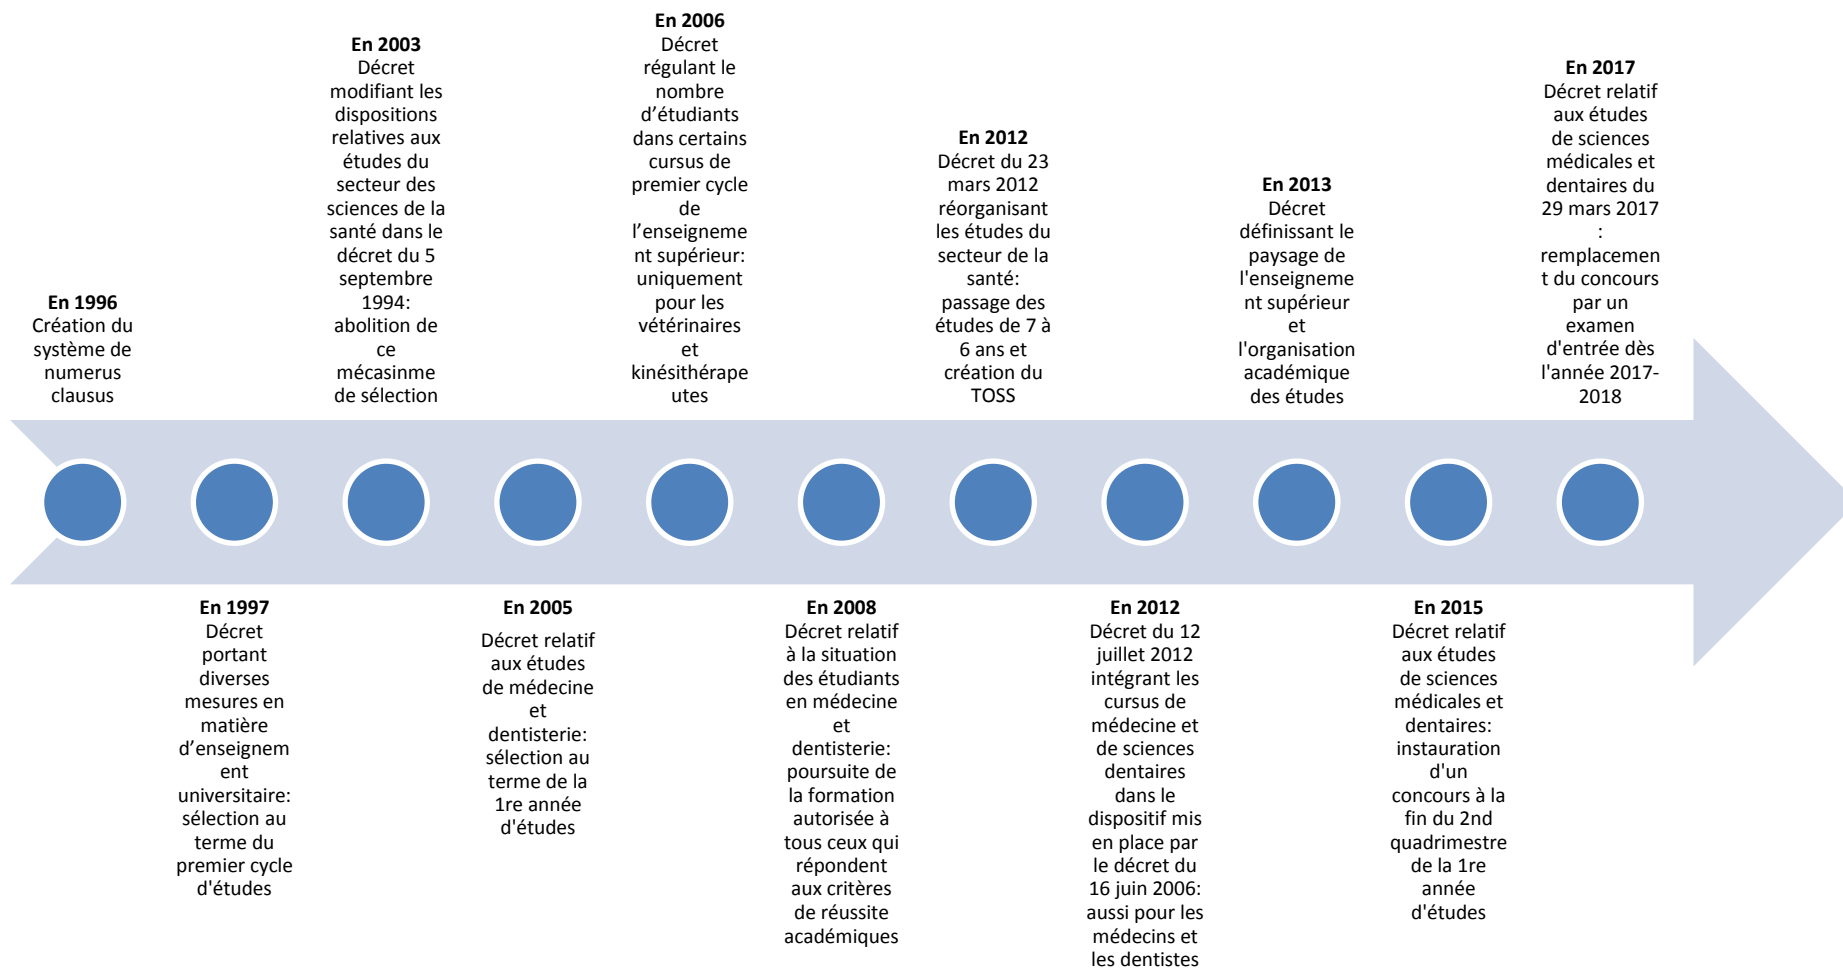 En 1996
Création du
système de
numerus
clausus
En 1997
Décret
portant
diverses
mesures en
matière
d’enseignem
ent
universitaire:
sélection au
terme du
premier cycle
d'études
En 2003
Décret
modifiant les
dispositions
relatives aux
études du
secteur des
sciences de la
santé dans le
décret du 5
septembre
1994:
abolition de
ce
mécasinme
de sélection
En 2005
Décret relatif
aux études
de médecine
et
dentisterie:
sélection au
terme de la
1re année
d'études
En 2006
Décret
régulant le
nombre
d’étudiants
dans certains
cursus de
premier cycle
de
l’enseigneme
nt supérieur:
uniquement
pour les
vétérinaires
et
kinésithérape
utes
En 2008
Décret relatif
à la situation
des étudiants
en médecine
et
dentisterie:
poursuite de
la formation
autorisée à
tous ceux qui
répondent
aux critères
de réussite
académiques
En 2012
Décret du 23
mars 2012
réorganisant
les études du
secteur de la
santé:
passage des
études de 7 à
6 ans et
création du
TOSS
En 2012
Décret du 12
juillet 2012
intégrant les
cursus de
médecine et
de sciences
dentaires
dans le
dispositif mis
en place par
le décret du
16 juin 2006:
aussi pour les
médecins et
les dentistes
En 2013
Décret
définissant le
paysage de
l'enseigneme
nt supérieur
et
l'organisation
académique
des études
En 2015
Décret relatif
aux études
de sciences
médicales et
dentaires:
instauration
d'un
concours à la
fin du 2nd
quadrimestre
de la 1re
année
d'études
En 2017
Décret relatif
aux études
de sciences
médicales et
dentaires du
29 mars 2017
:
remplacemen
t du concours
par un
examen
d'entrée dès
l'année 2017-
2018